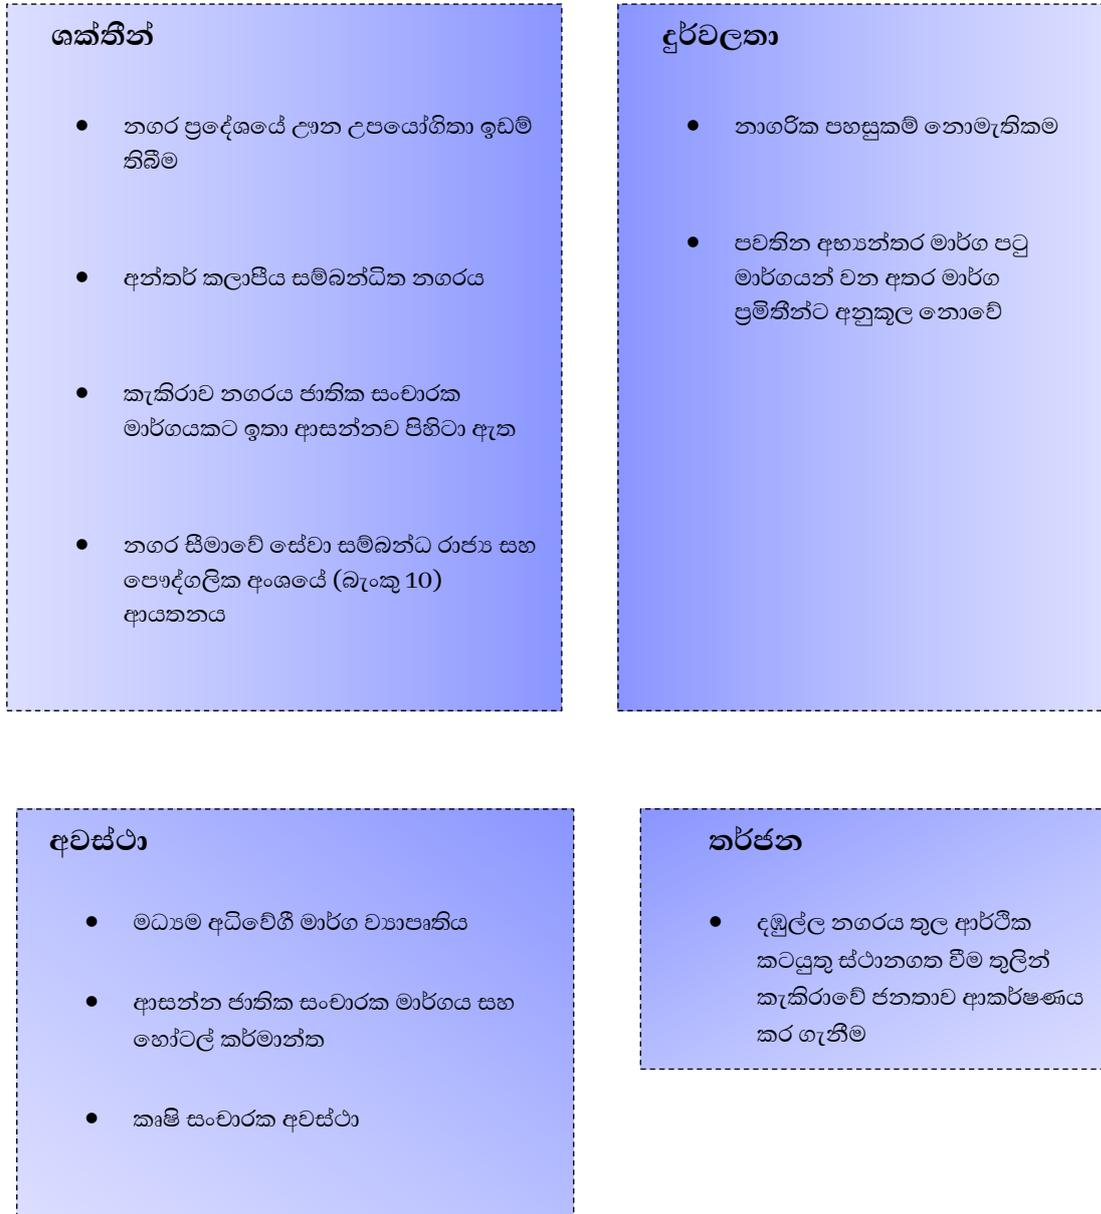 ශක්තීන්
• නගර ප්‍රදේශයේ ඌන උපයෝගිතා ඉඩම්
තිබීම
• අන්තර් කලාපීය සම්බන්ධිත නගරය
• කැකිරාව නගරය ජාතික සංචාරක
මාර්ගයකට ඉතා ආසන්නව පිහිටා ඇත
• නගර සීමාවේ සේවා සම්බන්ධ රාජ්‍ය සහ
පෞද්ගලික අංශයේ (බැංකු 10)
ආයතනය
දුර්වලතා
• නාගරික පහසුකම් නොමැතිකම
• පවතින අභ්‍යන්තර මාර්ග පටු
මාර්ගයන් වන අතර මාර්ග
ප්‍රමිතීන්ට අනුකූල නොවේ
අවස්ථා
• මධ්‍යම අධිවේගී මාර්ග ව්‍යාපෘතිය
• ආසන්න ජාතික සංචාරක මාර්ගය සහ
හෝටල් කර්මාන්ත
• කෘෂි සංචාරක අවස්ථා
තර්ජන
• දඹුල්ල නගරය තුල ආර්ථික
කටයුතු ස්ථානගත වීම තුලින්
කැකිරාවේ ජනතාව ආකර්ෂණය
කර ගැනීම